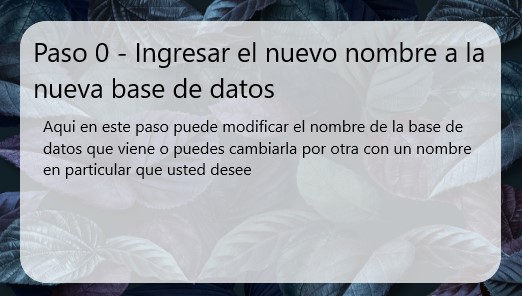 Paso 0 - Ingresar el nuevo nombre a la
nueva base de datos
Aqui en este paso puede modificar el nombre de la base de
datos que viene o puedes cambiarla por otra con un nombre
en particular que usted desee